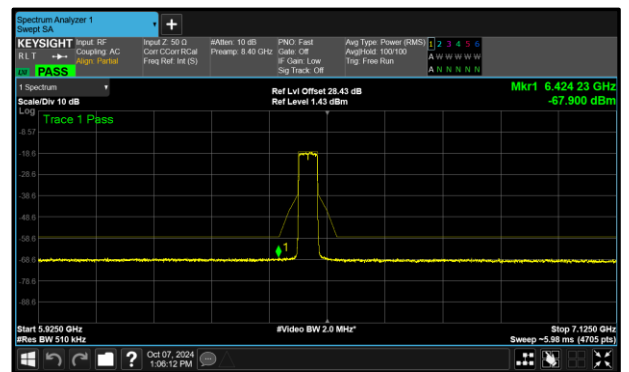 Spectrum Analyzer 1
Swept SA
+
KEYSIGHT
RLT
PASS
Input: RF
Coupling: AC
Align: Partial
Input Z: 50 Ω
Corr CCorr RCal
Freq Ref: Int (S)
#Atten: 10 dB
Preamp: 8.40 GHz
PNO: Fast
Gate: Off
IF Gain: Low
Sig Track: Off
Avg Type: Power (RMS)
Avg|Hold: 100/100
Trig: Free Run
1 2 3 4 5 6
A W W W W W
A N N N N N
1 Spectrum
Scale/Div 10 dB
Ref Lvl Offset 28.43 dB
Ref Level 1.43 dBm
Mkr1 6.424 23 GHz
-67.900 dBm
Log
Trace 1 Pass
-8.57
-18.6
-28.6
-38.6
-48.6
-58.6
-68.6
-78.6
-88.6
1
Start 5.9250 GHz
#Res BW 510 kHz
#Video BW 2.0 MHz*
Stop 7.1250 GHz
Sweep ~5.98 ms (4705 pts)
?
Oct 07, 2024
1:06:12 PM